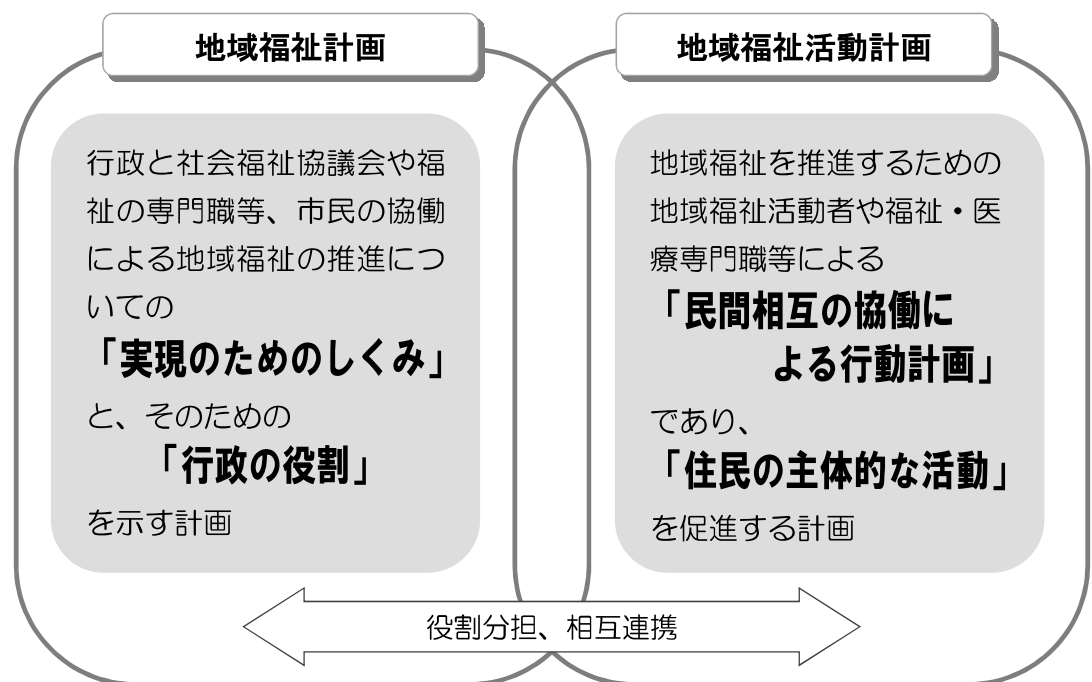 地域福祉計画
行政と社会福祉協議会や福
祉の専門職等、市民の協働
による地域福祉の推進につ
いての
「実現のためのしくみ」
と、そのための
「行政の役割」
を示す計画
地域福祉活動計画
地域福祉を推進するための
地域福祉活動者や福祉・医
療専門職等による
「民間相互の協働に
よる行動計画」
であり、
「住民の主体的な活動」
を促進する計画
役割分担、相互連携